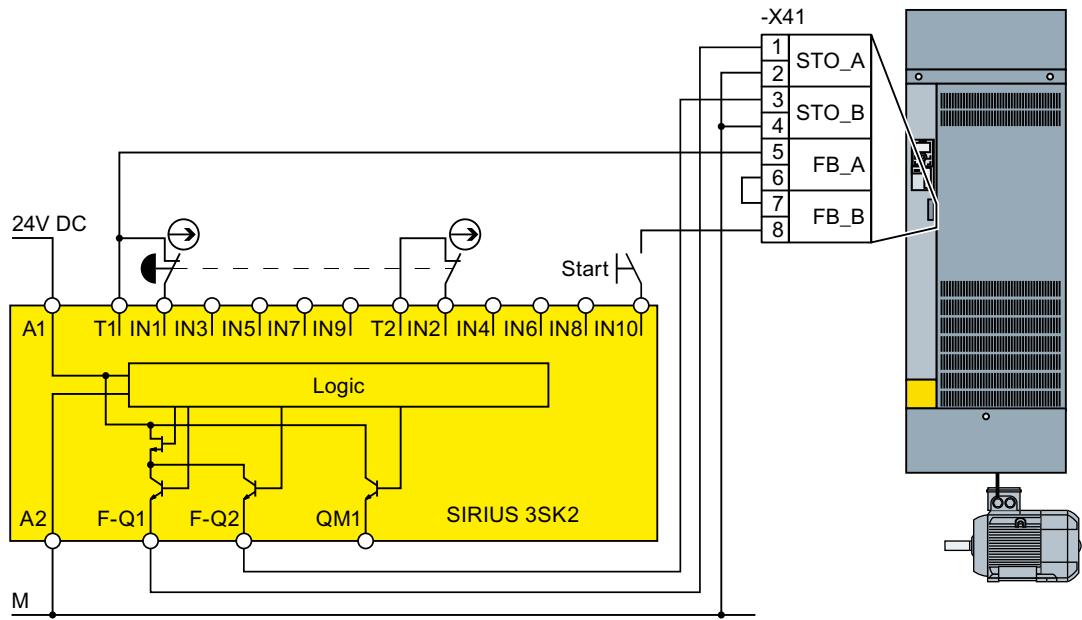 -X41
1 STO_A
2
3 STO_B
4
5 FB_A
6
7 FB_B
8
24V DC
Start
A1 T1 IN1 IN3 IN5 IN7 IN9 T2 IN2 IN4 IN6 IN8 IN10
Logic
A2 F-Q1 F-Q2 QM1 SIRIUS 3SK2
M